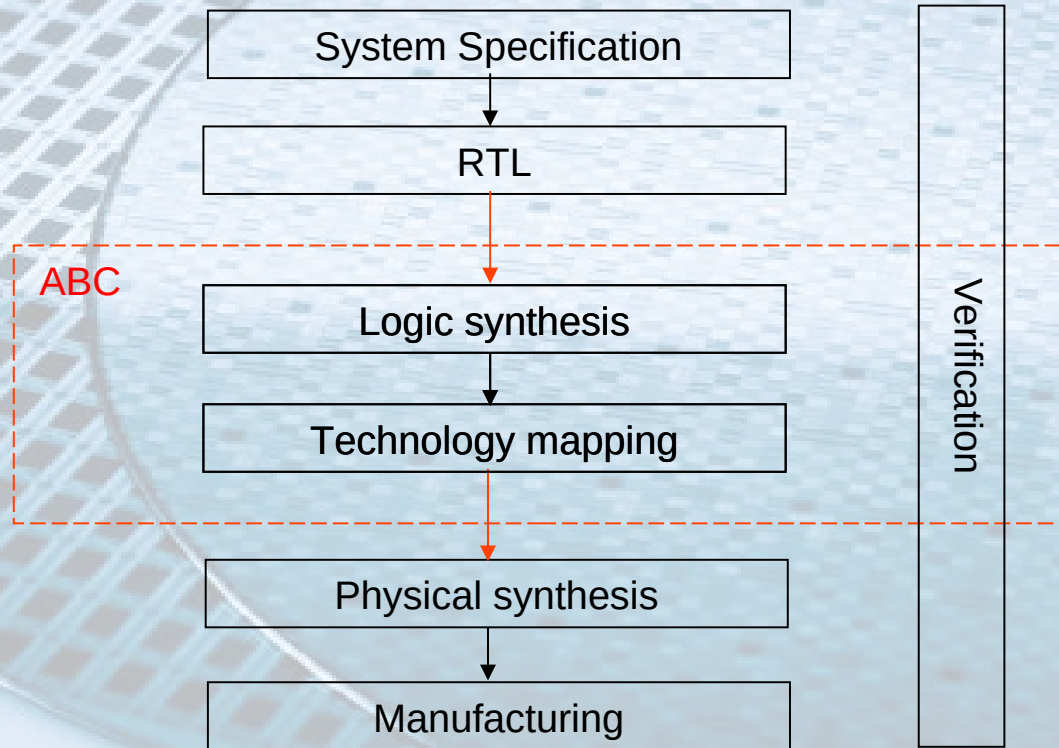 System Specification
RTL
ABC
Logic synthesis
Technology mapping
Physical synthesis
Manufacturing
Verification